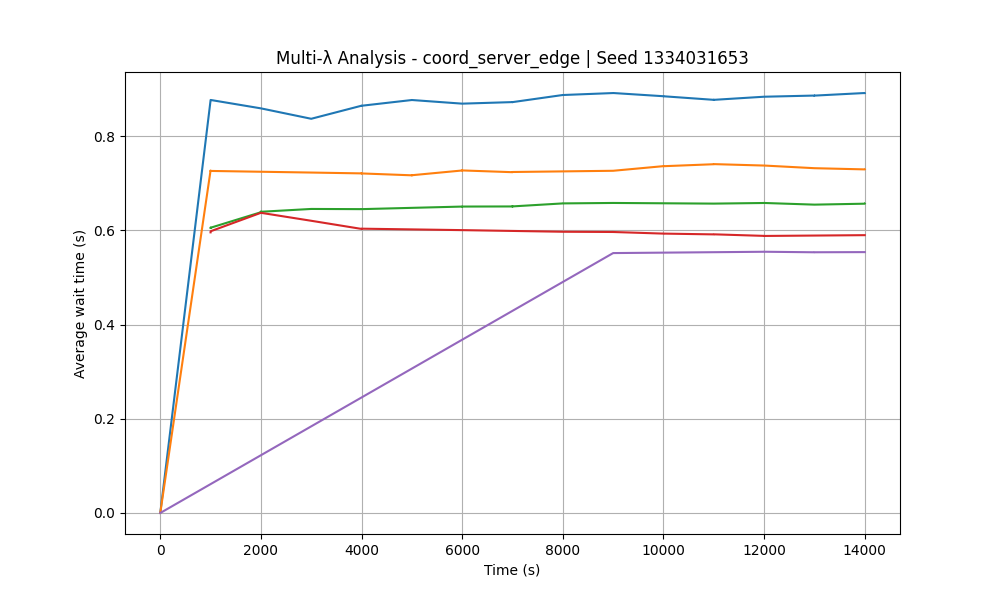 Multi-λ Analysis - coord_server_edge | Seed 1334031653
Average wait time (s)
0.8
0.6
0.4
0.2
0.0
0 2000 4000 6000 8000 10000 12000 14000
Time (s)